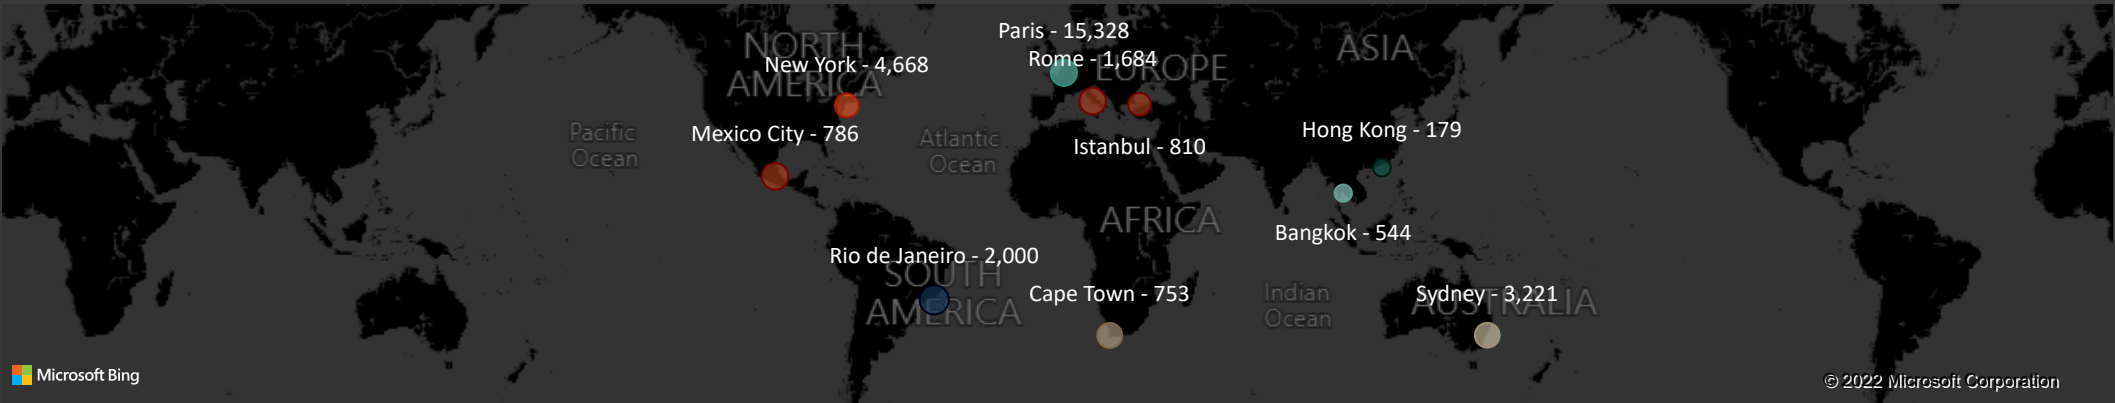 Paris - 15,328
Rome - 1,684
NORTH
AMERICA
New York - 4,668
EUROPE
ASIA
Mexico City - 786
Pacific
Ocean
Atlantic
Ocean
Istanbul - 810
Hong Kong - 179
AFRICA
Bangkok - 544
Rio de Janeiro - 2,000
SOUTH
AMERICA
Cape Town - 753
Indian
Ocean
Sydney - 3,221
AUSTRALIA
Microsoft Bing
© 2022 Microsoft Corporation